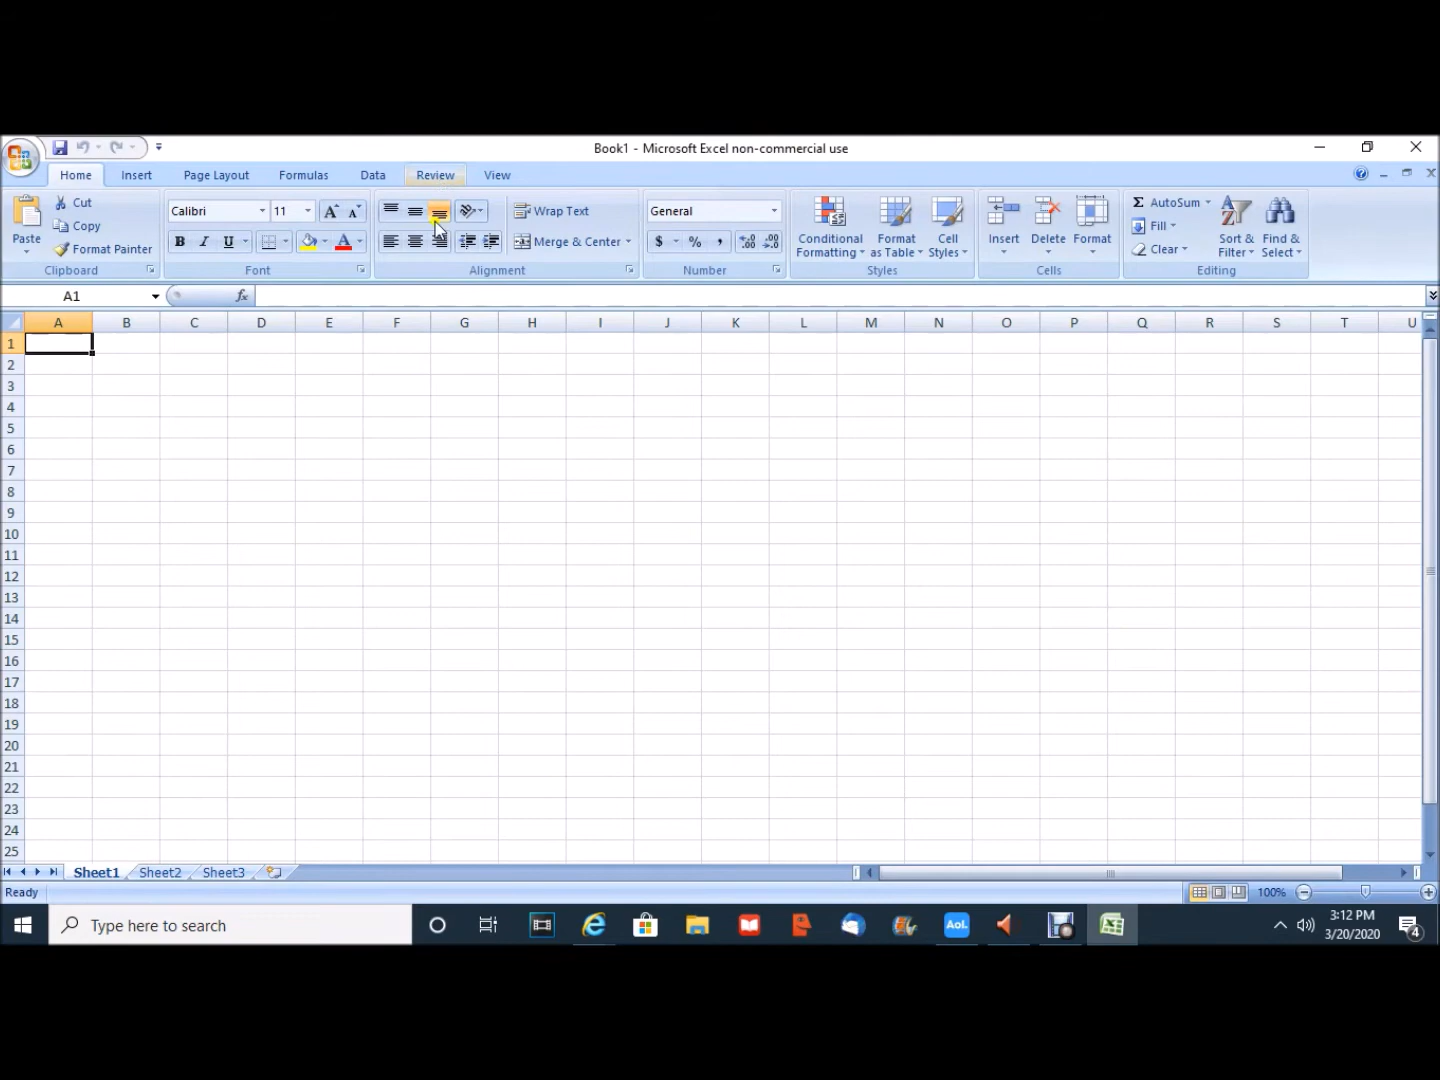 Book1 - Microsoft Excel non-commercial use
Home Insert Page Layout Formulas Data Review View
Paste Cut Copy Format Painter
Clipboard
Calibri 11
B I U A
Font
Wrap Text
Merge & Center
Alignment
General
$ % , .00 .00
Number
Conditional Formatting Format as Table Cell Styles
Styles
Insert Delete Format
Cells
Σ AutoSum Fill Clear Sort & Filter Find & Select
Editing
A1 fx
A B C D E F G H I J K L M N O P Q R S T U
1
2
3
4
5
6
7
8
9
10
11
12
13
14
15
16
17
18
19
20
21
22
23
24
25
Sheet1 Sheet2 Sheet3
Ready 100%
Type here to search Aol. 3:12 PM
3/20/2020 4